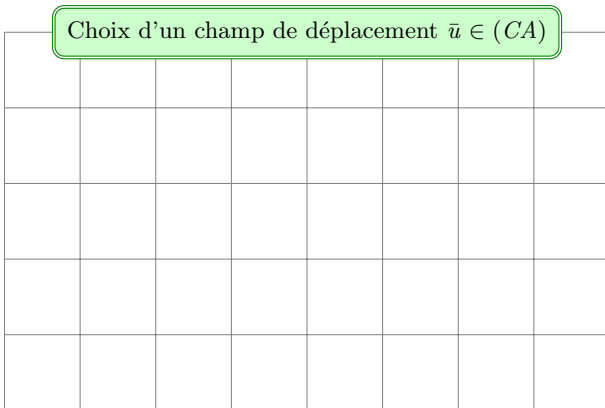 Choix d'un champ de déplacement ū ∈ (CA)